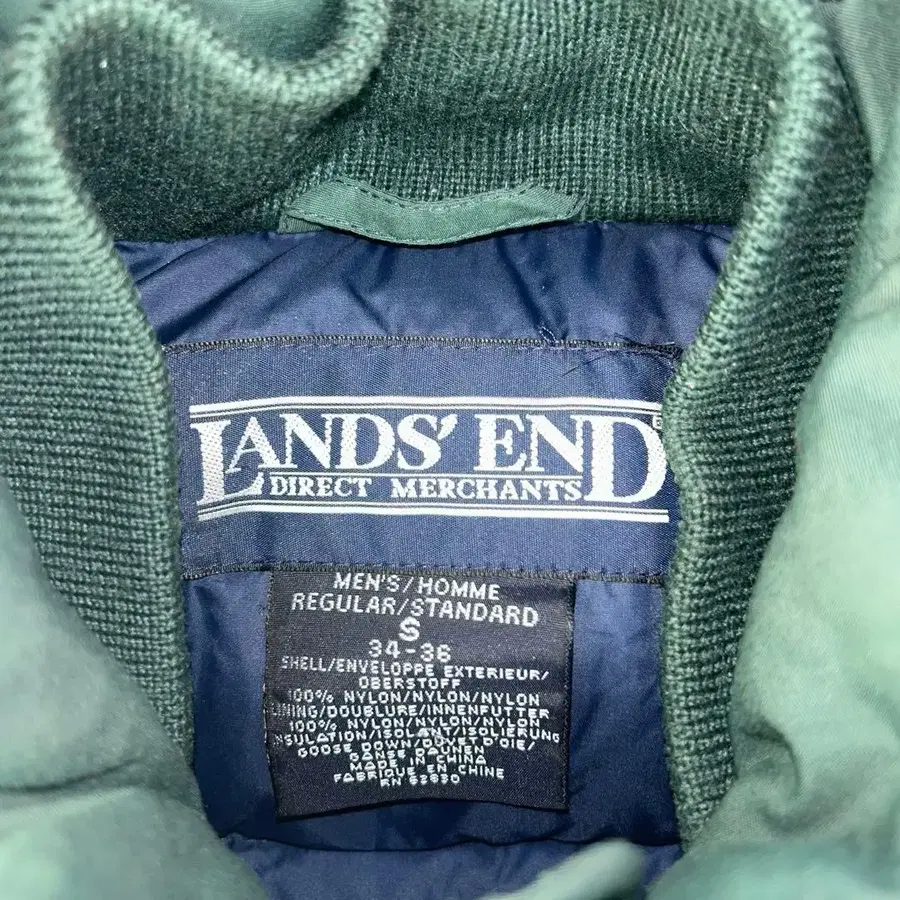 LANDS' END
DIRECT MERCHANTS
MEN'S/HOMME
REGULAR/STANDARD
S
34-36
SHELL/ENVELOPPE EXTERIEUR/
OBERSTOFF
100% NYLON/NYLON/NYLON
LINING/DOUBLURE/INNENFUTTER
100% NYLON/NYLON/NYLON
INSULATION/ISOLANT/ISOLIERUNG
GOOSE DOWN/DUVET D'OIE/
GANSE DAUNEN
MADE IN CHINA
FABRIQUE EN CHINE
RN 63630